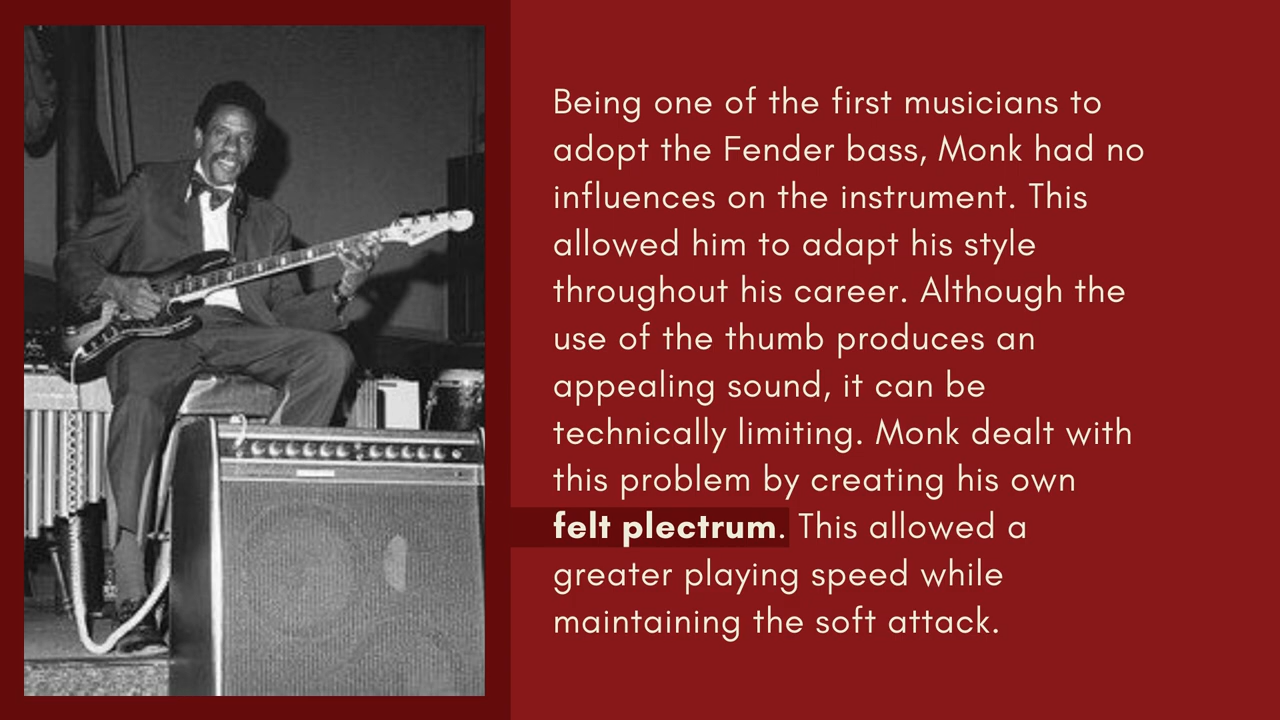 Being one of the first musicians to
adopt the Fender bass, Monk had no
influences on the instrument. This
allowed him to adapt his style
throughout his career. Although the
use of the thumb produces an
appealing sound, it can be
technically limiting. Monk dealt with
this problem by creating his own
felt plectrum. This allowed a
greater playing speed while
maintaining the soft attack.